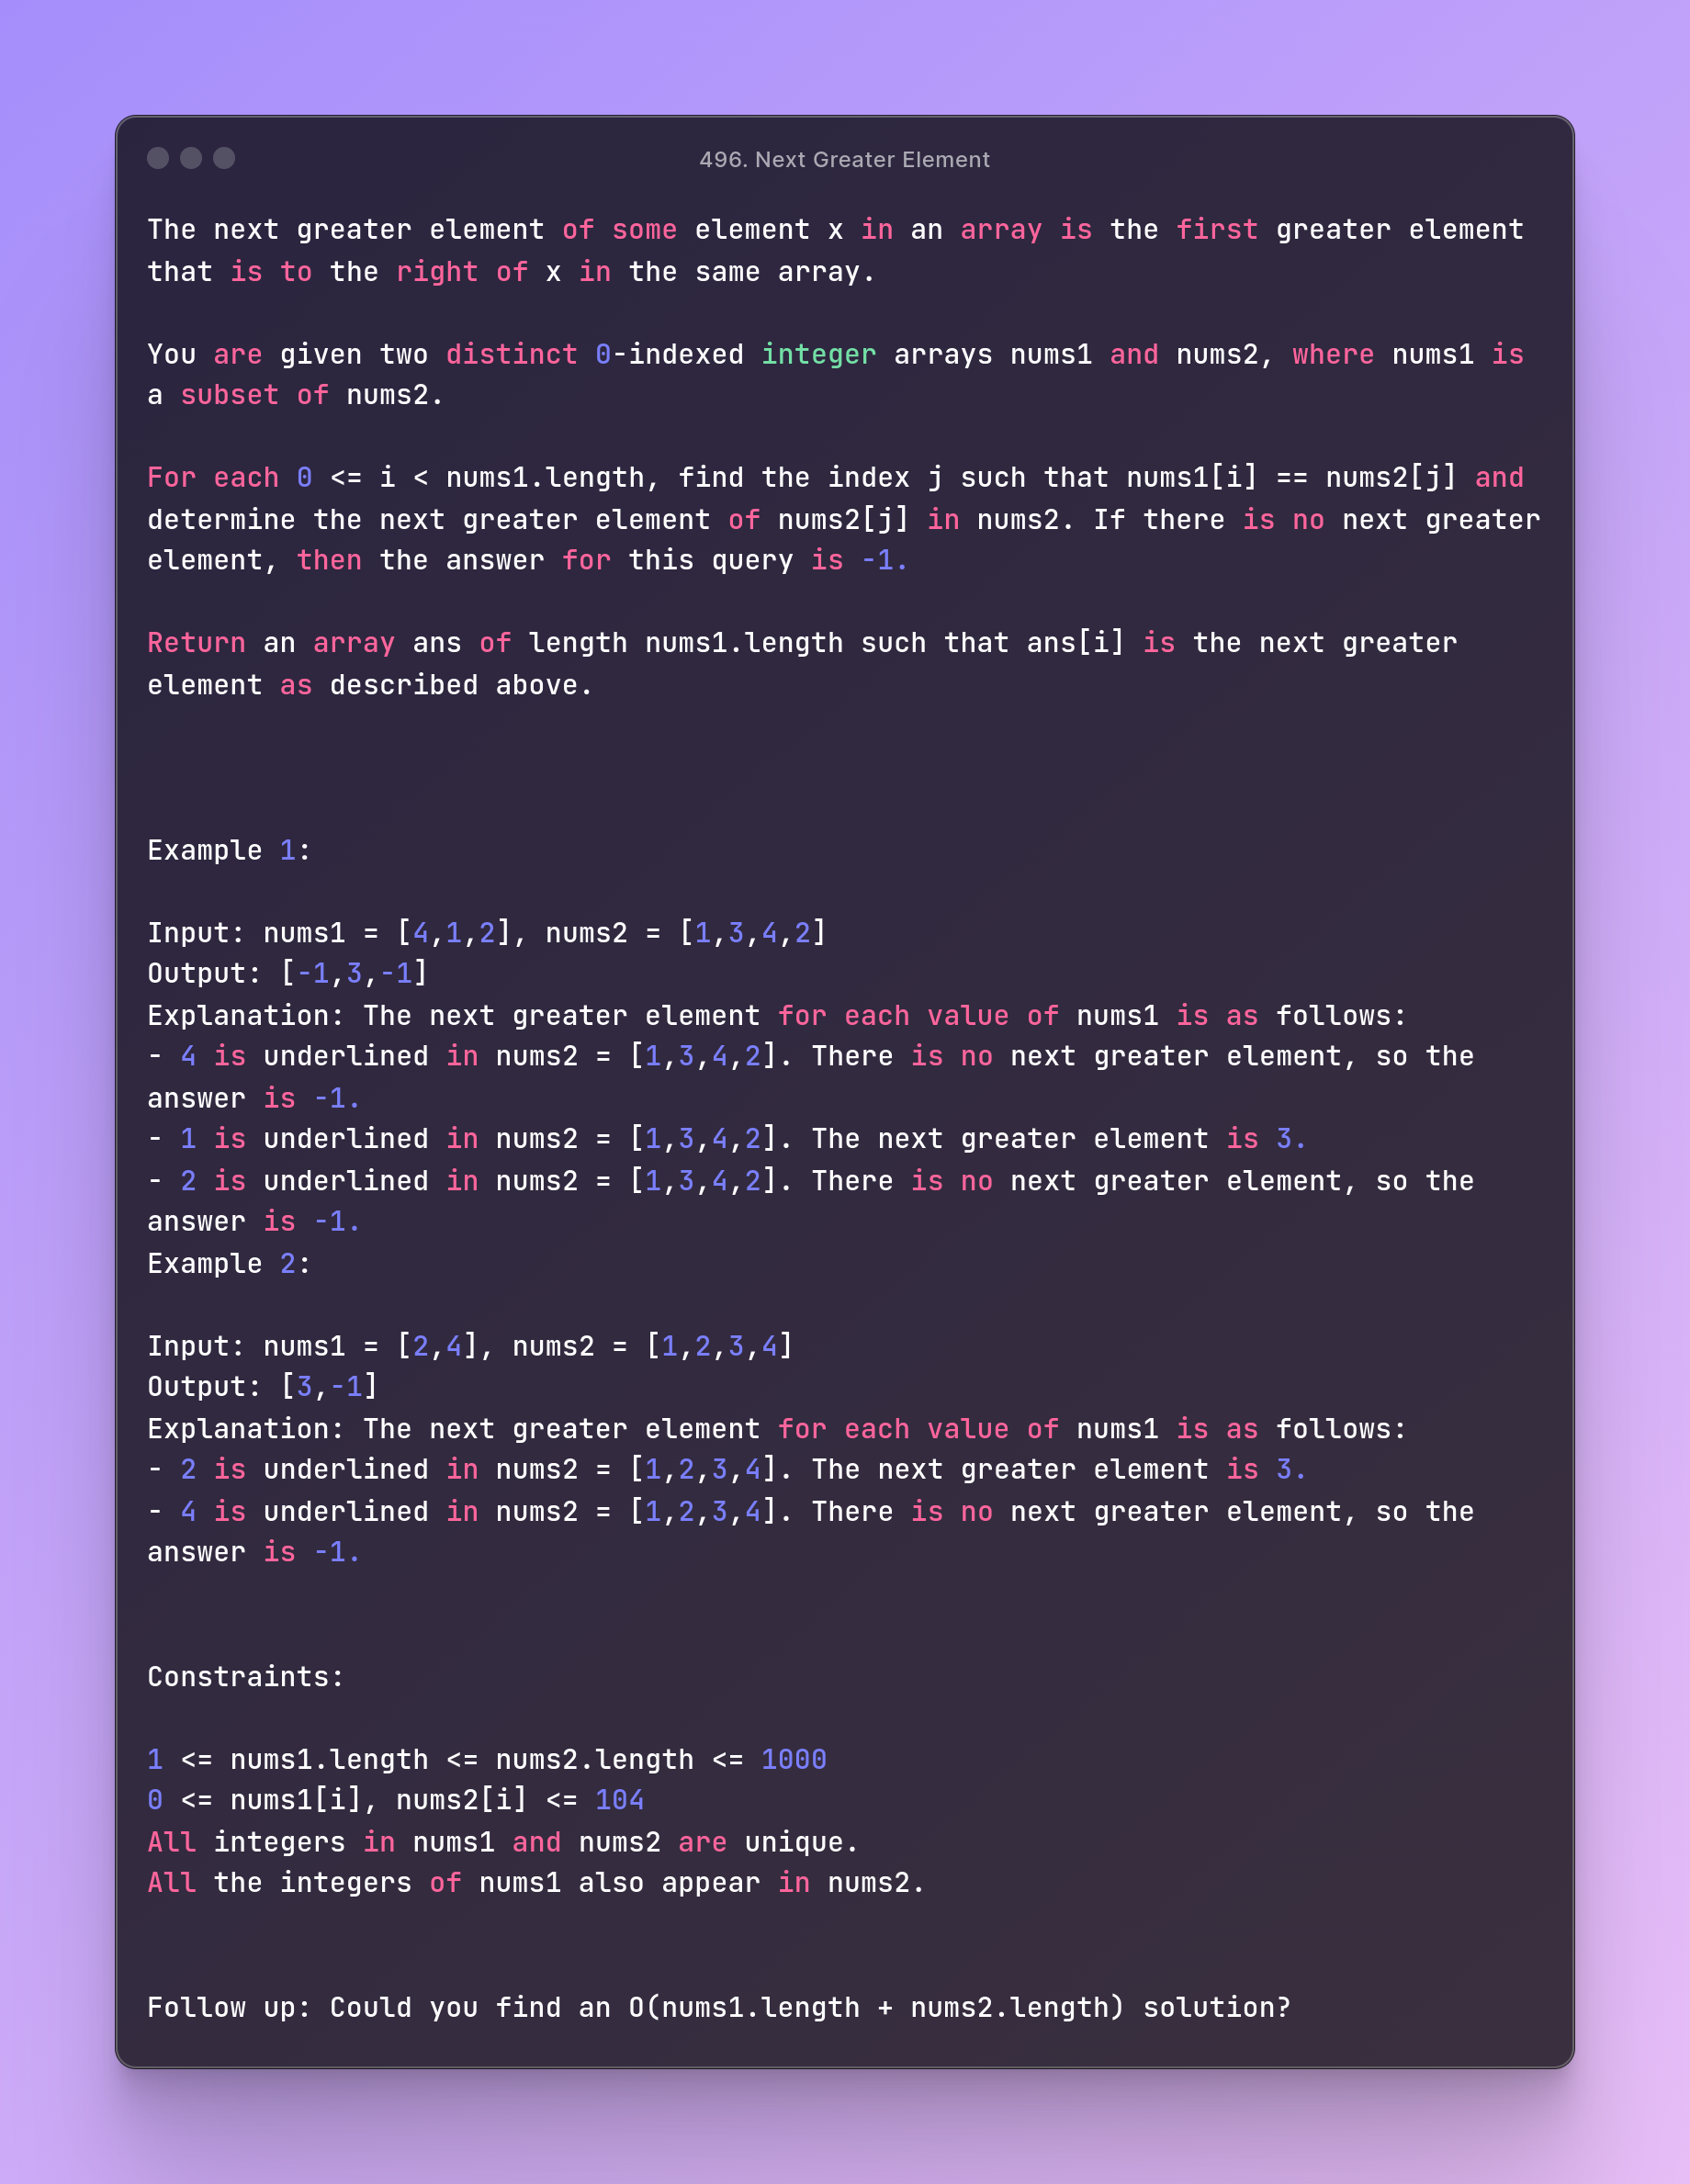 496. Next Greater Element
The next greater element of some element x in an array is the first greater element
that is to the right of x in the same array.
You are given two distinct 0-indexed integer arrays nums1 and nums2, where nums1 is
a subset of nums2.
For each 0 <= i < nums1.length, find the index j such that nums1[i] == nums2[j] and
determine the next greater element of nums2[j] in nums2. If there is no next greater
element, then the answer for this query is -1.
Return an array ans of length nums1.length such that ans[i] is the next greater
element as described above.
Example 1:
Input: nums1 = [4,1,2], nums2 = [1,3,4,2]
Output: [-1,3,-1]
Explanation: The next greater element for each value of nums1 is as follows:
- 4 is underlined in nums2 = [1,3,4,2]. There is no next greater element, so the
answer is -1.
- 1 is underlined in nums2 = [1,3,4,2]. The next greater element is 3.
- 2 is underlined in nums2 = [1,3,4,2]. There is no next greater element, so the
answer is -1.
Example 2:
Input: nums1 = [2,4], nums2 = [1,2,3,4]
Output: [3,-1]
Explanation: The next greater element for each value of nums1 is as follows:
- 2 is underlined in nums2 = [1,2,3,4]. The next greater element is 3.
- 4 is underlined in nums2 = [1,2,3,4]. There is no next greater element, so the
answer is -1.
Constraints:
1 <= nums1.length <= nums2.length <= 1000
0 <= nums1[i], nums2[i] <= 104
All integers in nums1 and nums2 are unique.
All the integers of nums1 also appear in nums2.
Follow up: Could you find an O(nums1.length + nums2.length) solution?